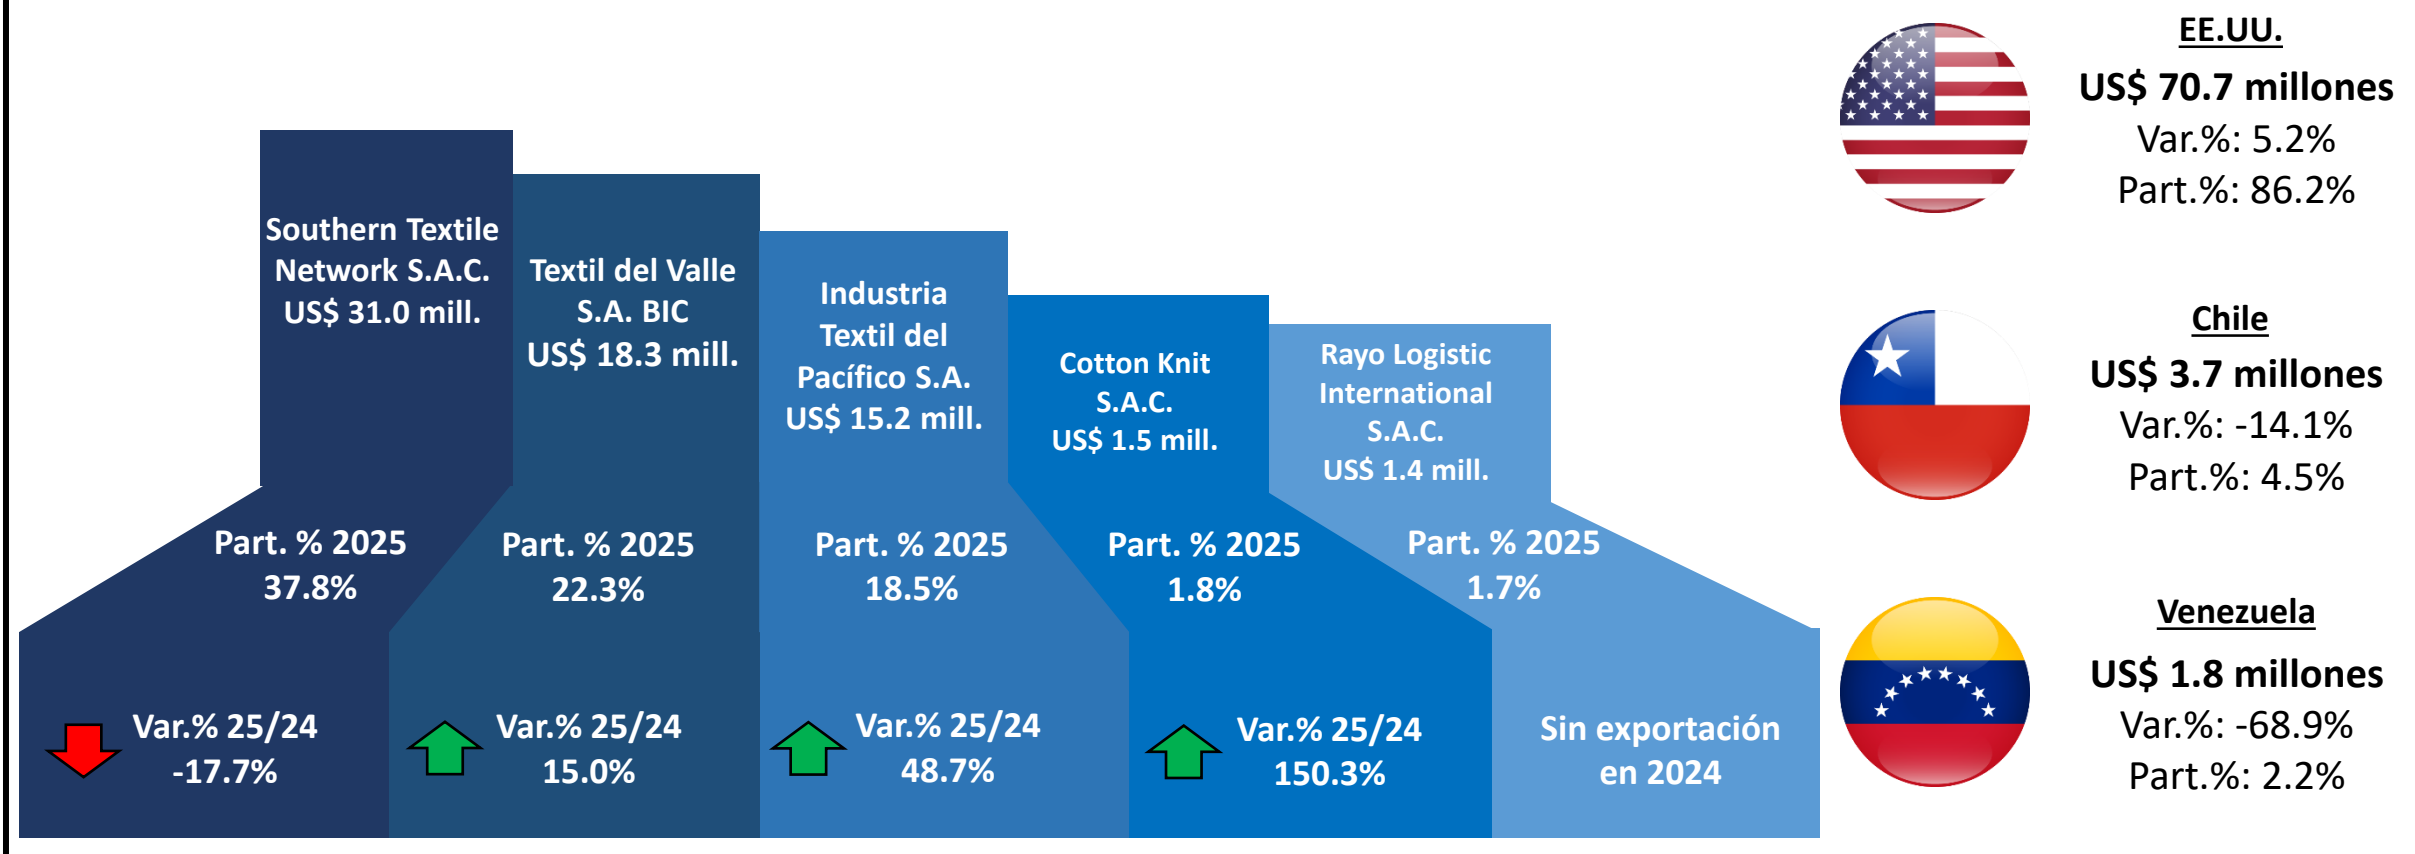 Southern Textile
Network S.A.C.
US$ 31.0 mill.
Part. % 2025
37.8%
Var.% 25/24
-17.7%
Textil del Valle
S.A. BIC
US$ 18.3 mill.
Part. % 2025
22.3%
Var.% 25/24
15.0%
Industria
Textil del
Pacífico S.A.
US$ 15.2 mill.
Part. % 2025
18.5%
Var.% 25/24
48.7%
Cotton Knit
S.A.C.
US$ 1.5 mill.
Part. % 2025
1.8%
Var.% 25/24
150.3%
Rayo Logistic
International
S.A.C.
US$ 1.4 mill.
Part. % 2025
1.7%
Sin exportación
en 2024
EE.UU.
US$ 70.7 millones
Var.%: 5.2%
Part.%: 86.2%
Chile
US$ 3.7 millones
Var.%: -14.1%
Part.%: 4.5%
Venezuela
US$ 1.8 millones
Var.%: -68.9%
Part.%: 2.2%